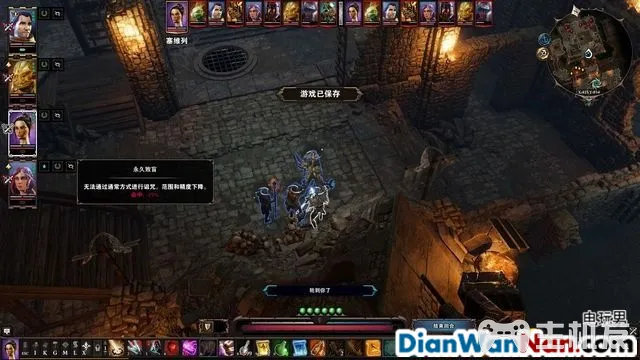 塞维列
游戏已保存
永久致盲
无法通过通常方式进行诅咒。范围和精度下降。
轮到你了
结束回合
I K G M L X
电玩男
DianWanNan.com